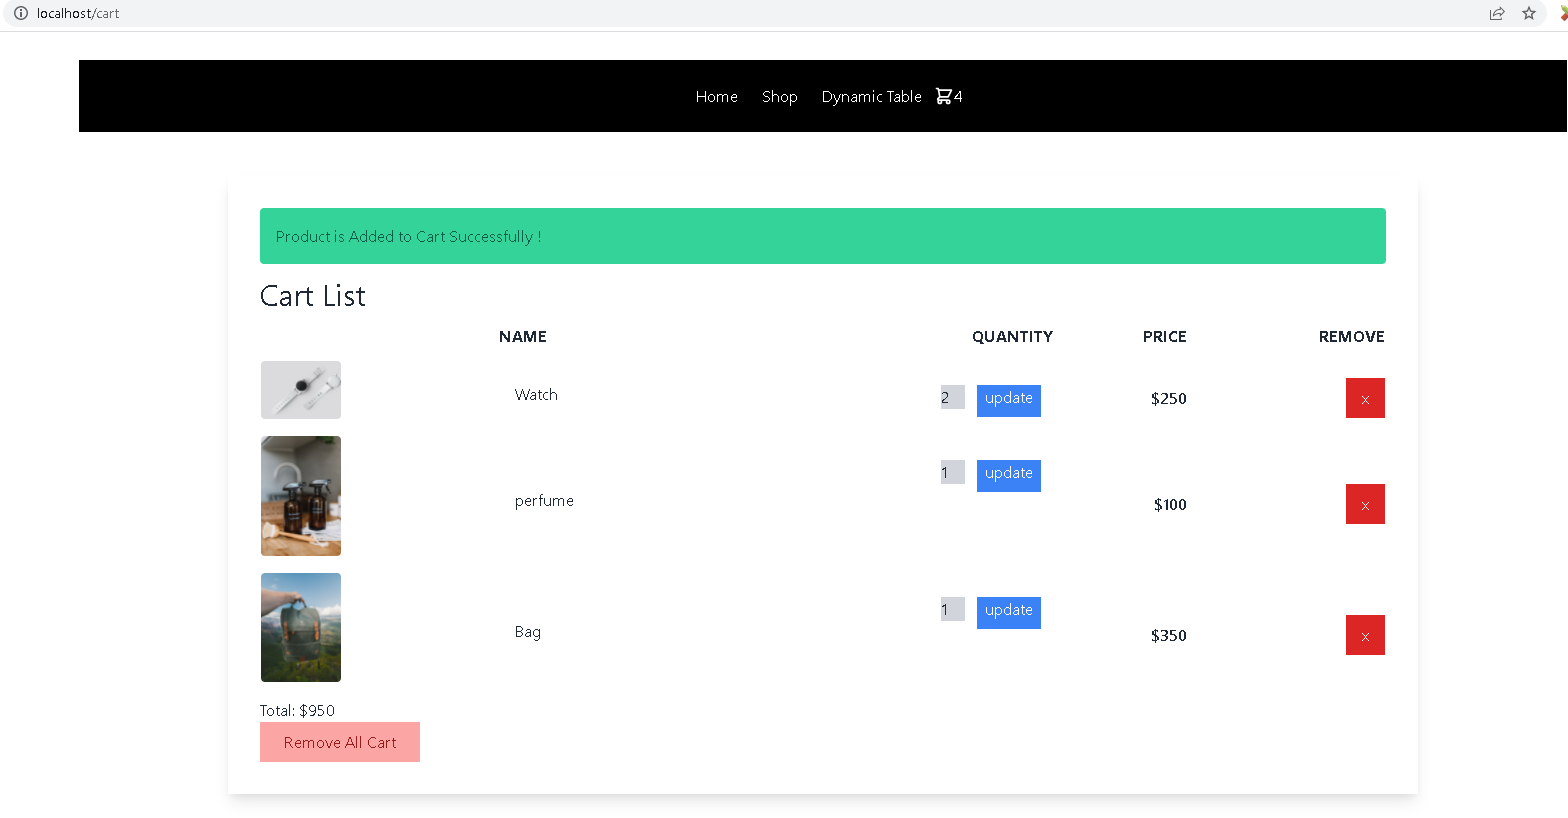 localhost/cart
Home Shop Dynamic Table 4
Product is Added to Cart Successfully !
Cart List
NAME QUANTITY PRICE REMOVE
Watch 2 update $250 x
perfume 1 update $100 x
Bag 1 update $350 x
Total: $950
Remove All Cart